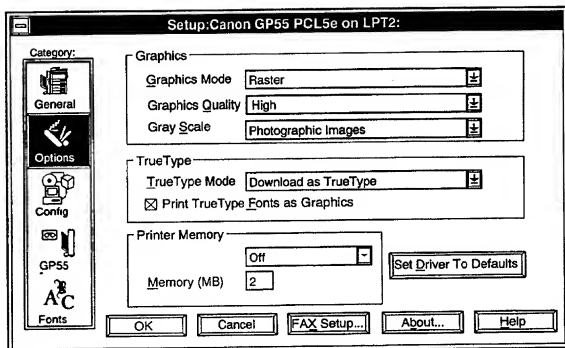 Setup:Canon GP55 PCL5e on LPT2:
Category:
General
Options
Config
GP55
Fonts
Graphics
Graphics Mode Raster
Graphics Quality High
Gray Scale Photographic Images
TrueType
TrueType Mode Download as TrueType
Print TrueType Fonts as Graphics
Printer Memory
Off
Memory (MB) 2
Set Driver To Defaults
OK Cancel FAX Setup... About... Help